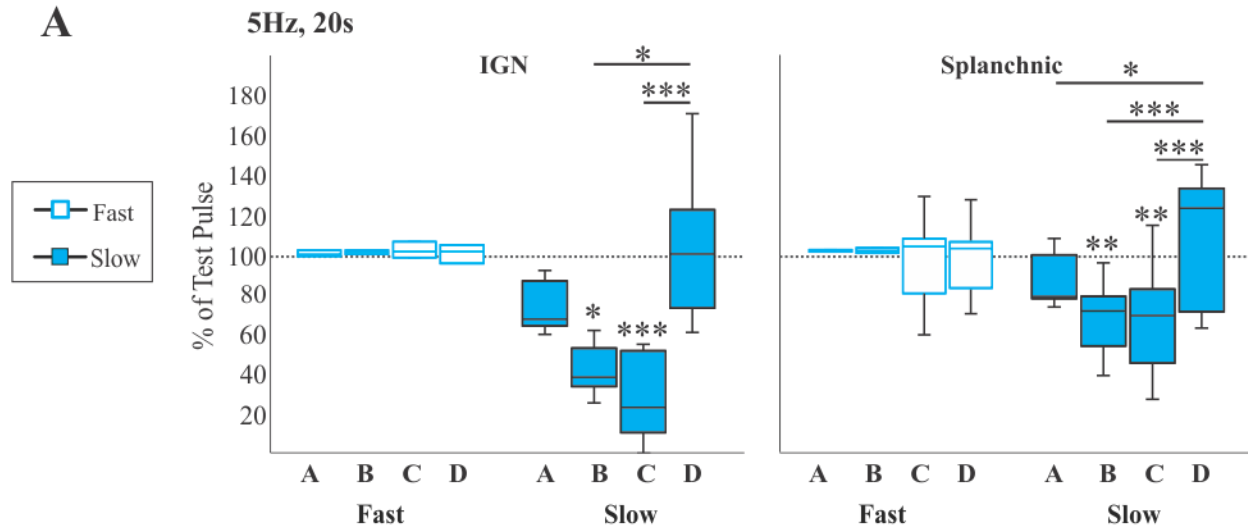 A
5Hz, 20s
IGN
Splanchnic
Fast
Slow
% of Test Pulse
180
160
140
120
100
80
60
40
20
*
***
*
***
*
***
***
**
**
A B C D A B C D
Fast Slow
A B C D A B C D
Fast Slow